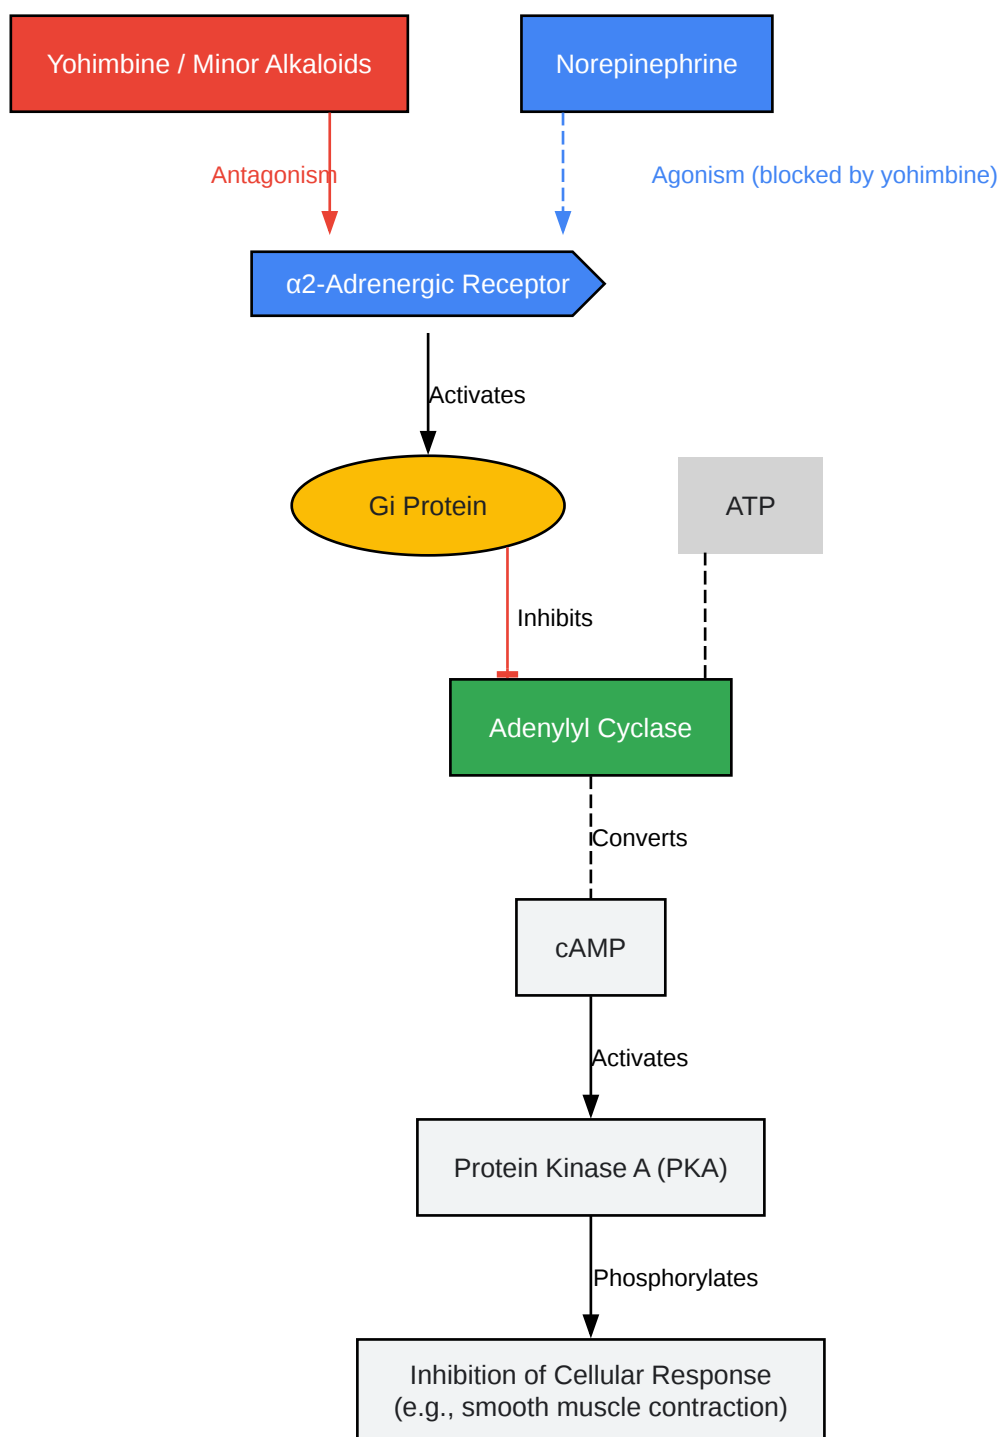 Yohimbine / Minor Alkaloids
Norepinephrine
Antagonism
Agonism (blocked by yohimbine)
α2-Adrenergic Receptor
Activates
Gi Protein
ATP
Inhibits
Adenylyl Cyclase
Converts
cAMP
Activates
Protein Kinase A (PKA)
Phosphorylates
Inhibition of Cellular Response
(e.g., smooth muscle contraction)